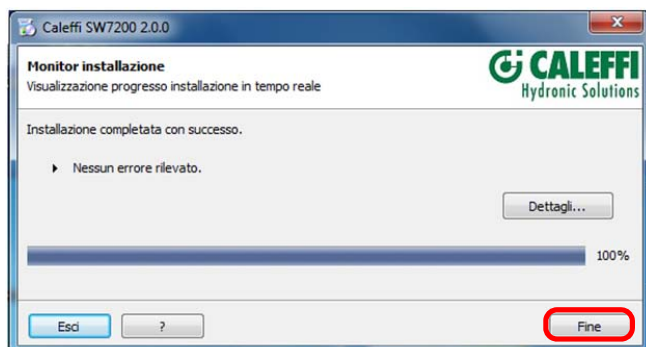 Caleffi SW7200 2.0.0
Monitor installazione
Visualizzazione progresso installazione in tempo reale
CALEFFI
Hydronic Solutions
Installazione completata con successo.
Nessun errore rilevato.
Dettagli...
100%
Esci
?
Fine